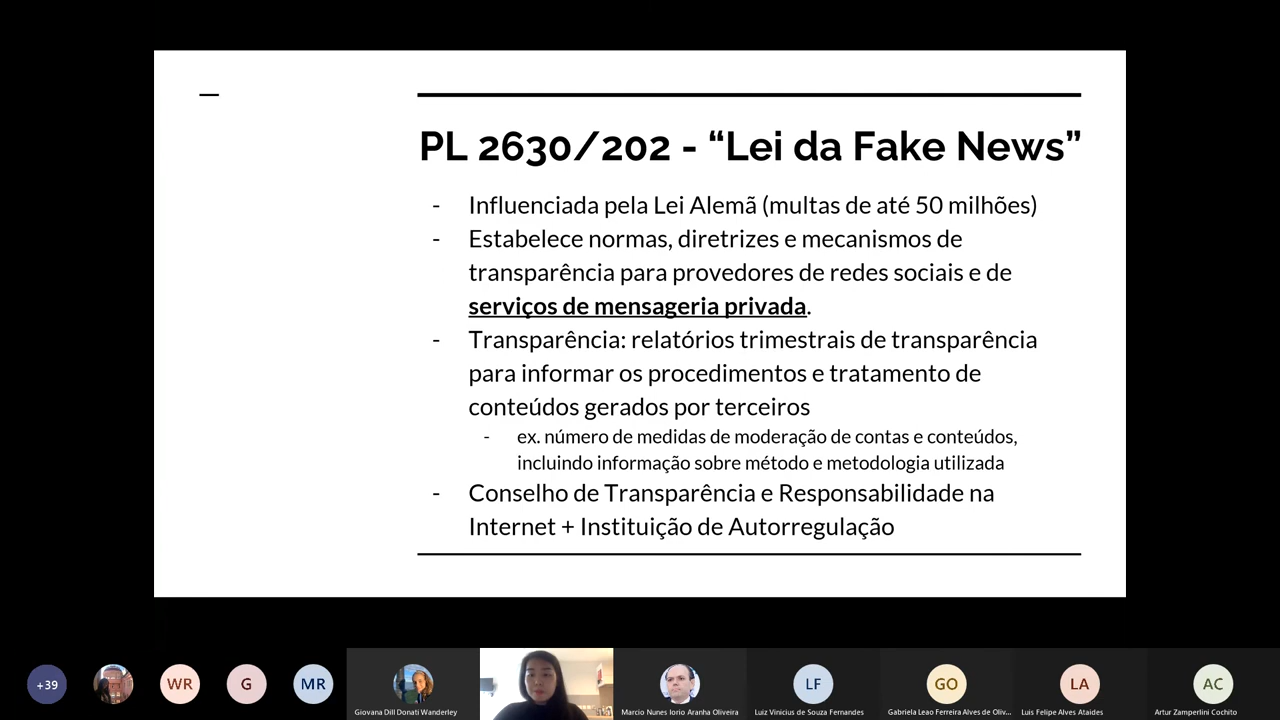 PL 2630/202 - “Lei da Fake News”
- Influenciada pela Lei Alemã (multas de até 50 milhões)
- Estabelece normas, diretrizes e mecanismos de
transparência para provedores de redes sociais e de
serviços de mensageria privada.
- Transparência: relatórios trimestrais de transparência
para informar os procedimentos e tratamento de
conteúdos gerados por terceiros
- ex. número de medidas de moderação de contas e conteúdos,
incluindo informação sobre método e metodologia utilizada
- Conselho de Transparência e Responsabilidade na
Internet + Instituição de Autorregulação
+39
WR
G
MR
LF
GO
LA
AC
Giovana Dill Donati Wanderley
Marcio Nunes Iorio Aranha Oliveira
Luiz Vinicius de Souza Fernandes
Gabriela Leao Ferreira Alves de Oliv...
Luis Felipe Alves Ataides
Artur Zamperlini Cochito